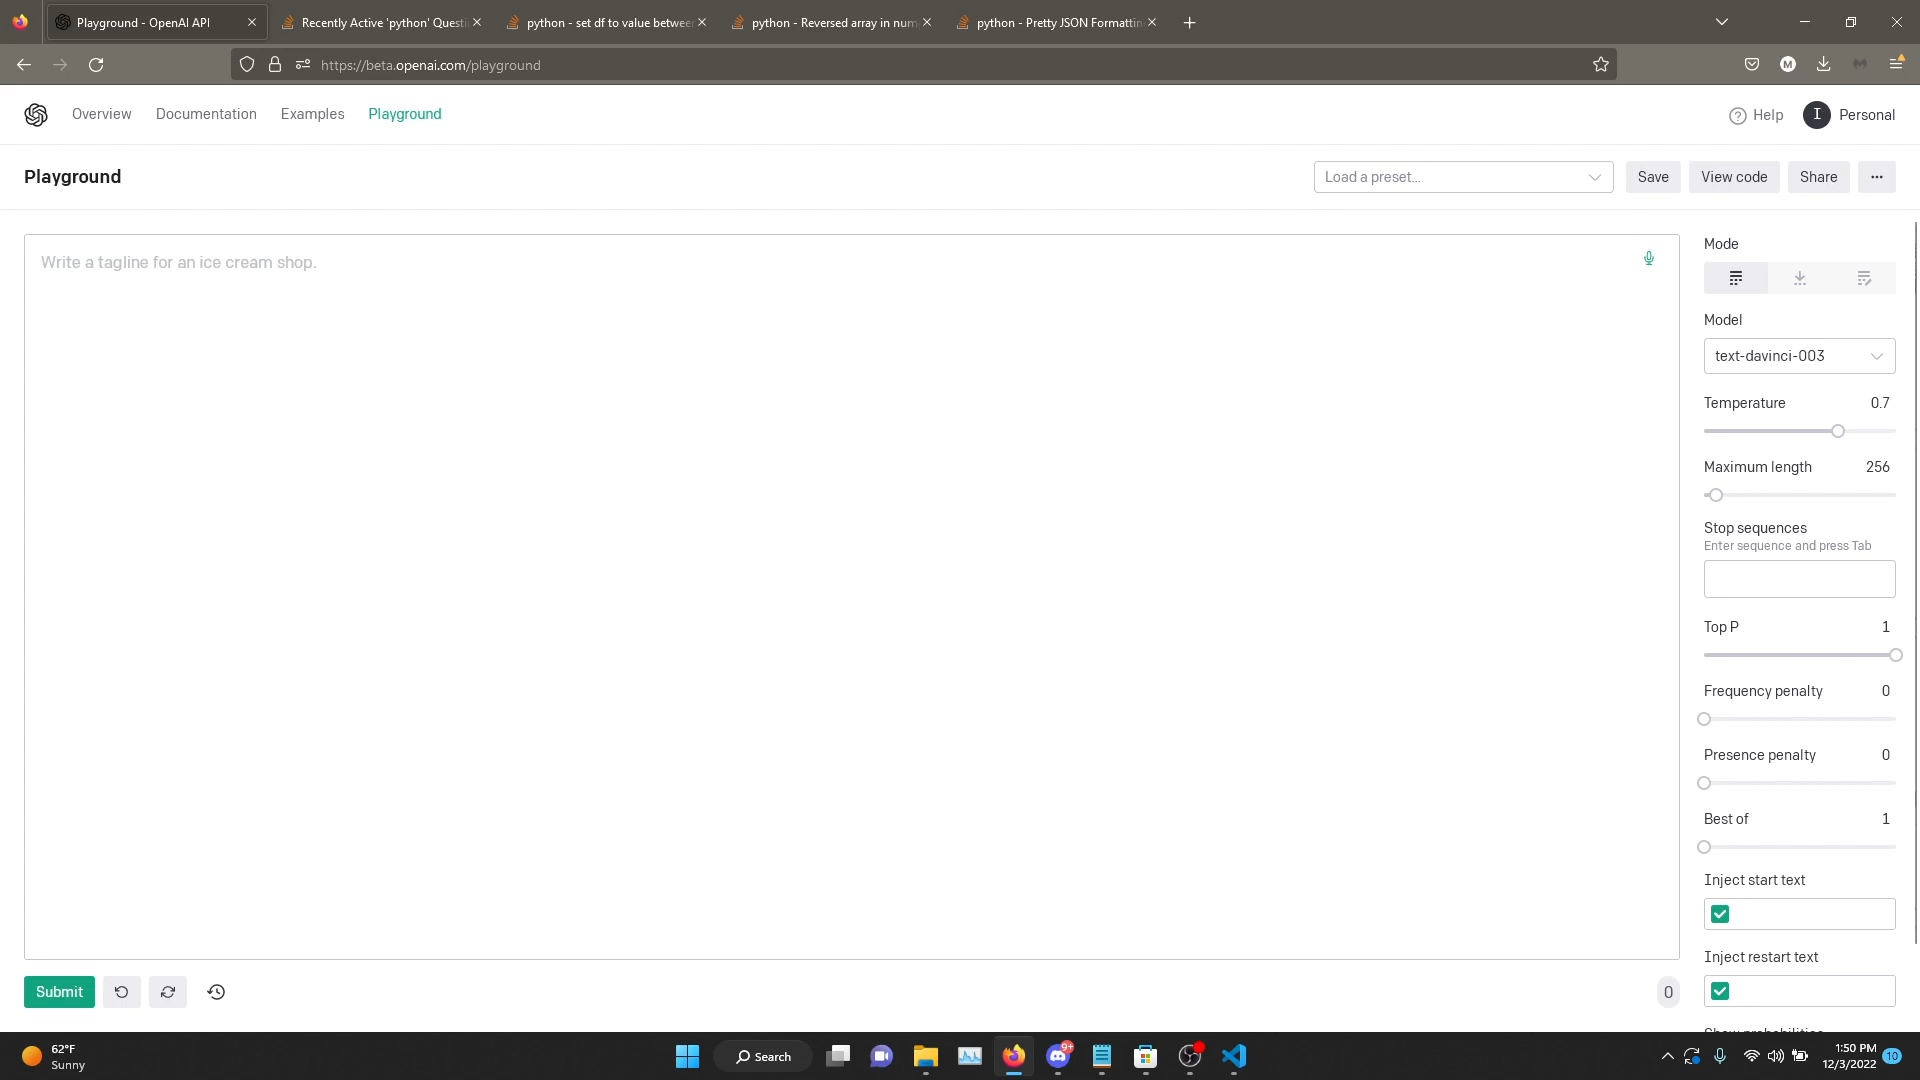 Playground - OpenAI API
Recently Active 'python' Questi
python - set df to value betwee
python - Reversed array in num
python - Pretty JSON Formattin
https://beta.openai.com/playground
M
Overview
Documentation
Examples
Playground
Help
I
Personal
Playground
Load a preset...
Save
View code
Share
...
Write a tagline for an ice cream shop.
Mode
Model
text-davinci-003
Temperature
0.7
Maximum length
256
Stop sequences
Enter sequence and press Tab
Top P
1
Frequency penalty
0
Presence penalty
0
Best of
1
Inject start text
Inject restart text
Show probabilities
Submit
0
62°F
Sunny
Search
9+
1:50 PM
12/3/2022
10